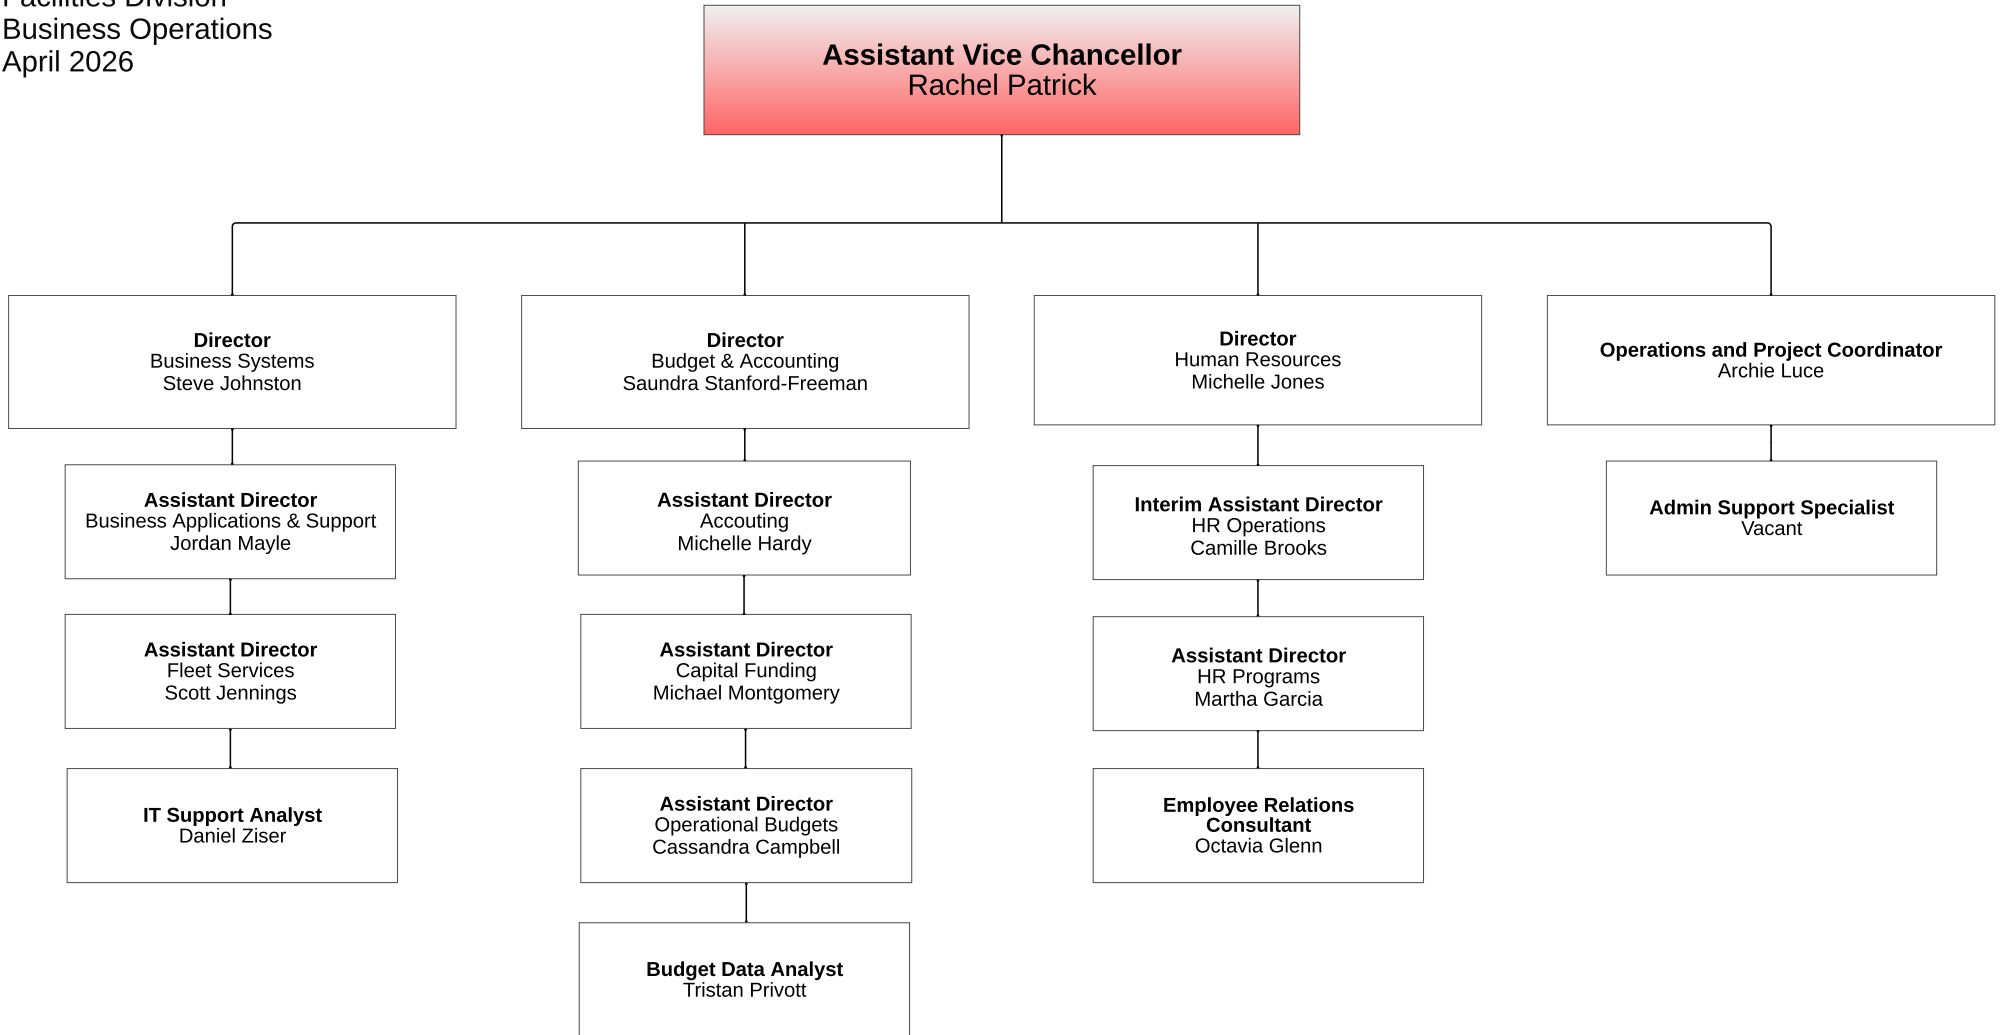 Facilities Division
Business Operations
April 2026
Assistant Vice Chancellor
Rachel Patrick
Director
Business Systems
Steve Johnston
Director
Budget & Accounting
Saundra Stanford-Freeman
Director
Human Resources
Michelle Jones
Operations and Project Coordinator
Archie Luce
Assistant Director
Business Applications & Support
Jordan Mayle
Assistant Director
Accouting
Michelle Hardy
Interim Assistant Director
HR Operations
Camille Brooks
Admin Support Specialist
Vacant
Assistant Director
Fleet Services
Scott Jennings
Assistant Director
Capital Funding
Michael Montgomery
Assistant Director
HR Programs
Martha Garcia
IT Support Analyst
Daniel Ziser
Assistant Director
Operational Budgets
Cassandra Campbell
Employee Relations
Consultant
Octavia Glenn
Budget Data Analyst
Tristan Privott